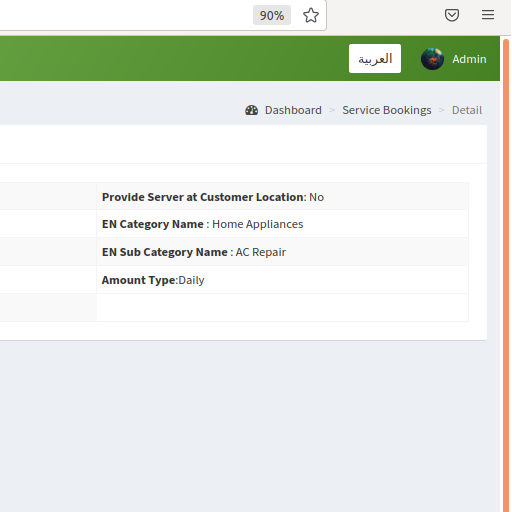 90%
العربية Admin
Dashboard > Service Bookings > Detail
Provide Server at Customer Location: No
EN Category Name : Home Appliances
EN Sub Category Name : AC Repair
Amount Type:Daily